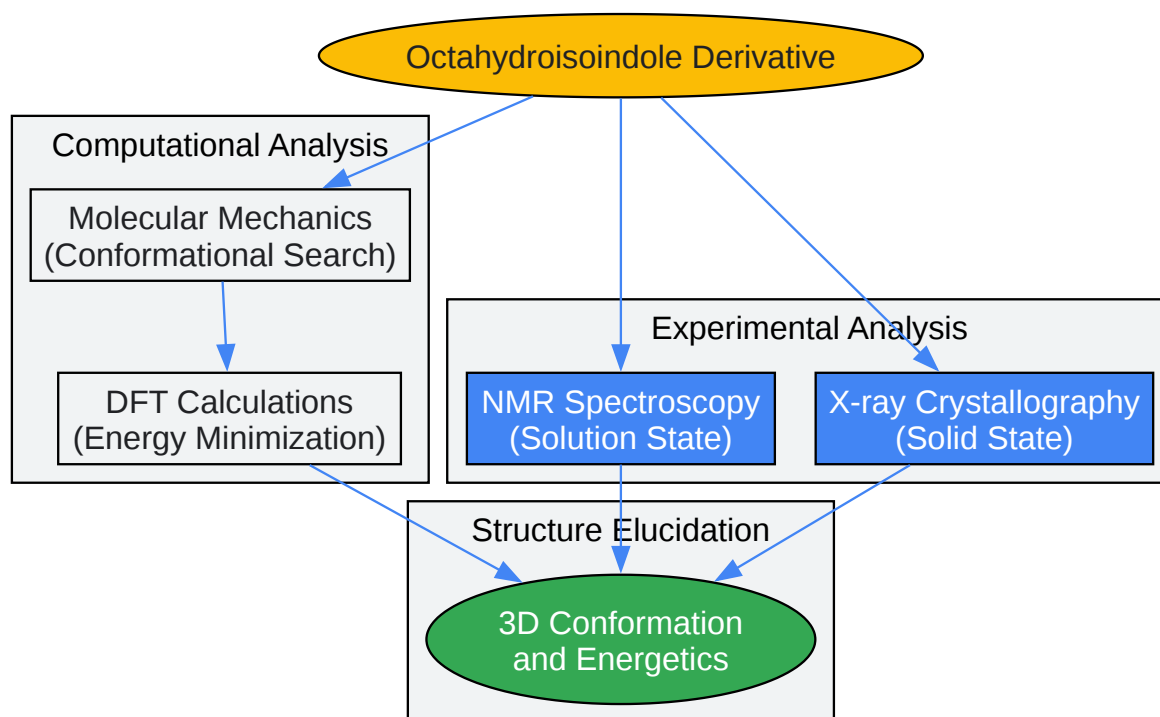 Octahydroisoindole Derivative
Computational Analysis
Molecular Mechanics
(Conformational Search)
Experimental Analysis
DFT Calculations
(Energy Minimization)
NMR Spectroscopy
(Solution State)
X-ray Crystallography
(Solid State)
Structure Elucidation
3D Conformation
and Energetics